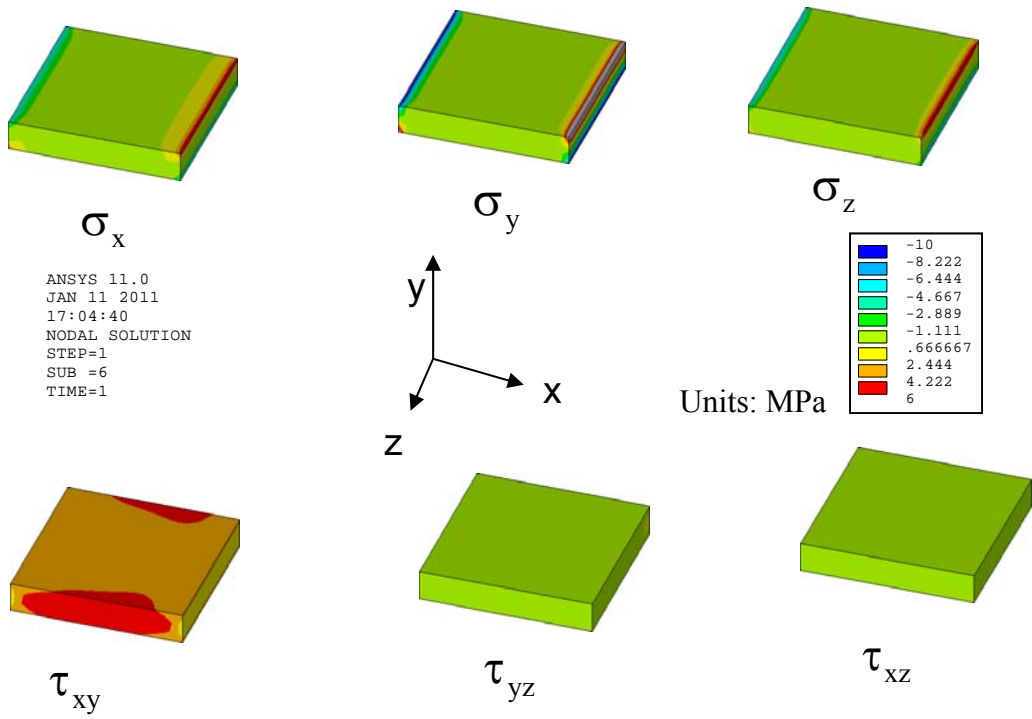 σx
σy
σz
ANSYS 11.0
JAN 11 2011
17:04:40
NODAL SOLUTION
STEP=1
SUB =6
TIME=1
y
x
z
Units: MPa
-10
-8.222
-6.444
-4.667
-2.889
-1.111
.666667
2.444
4.222
6
τxy
τyz
τxz